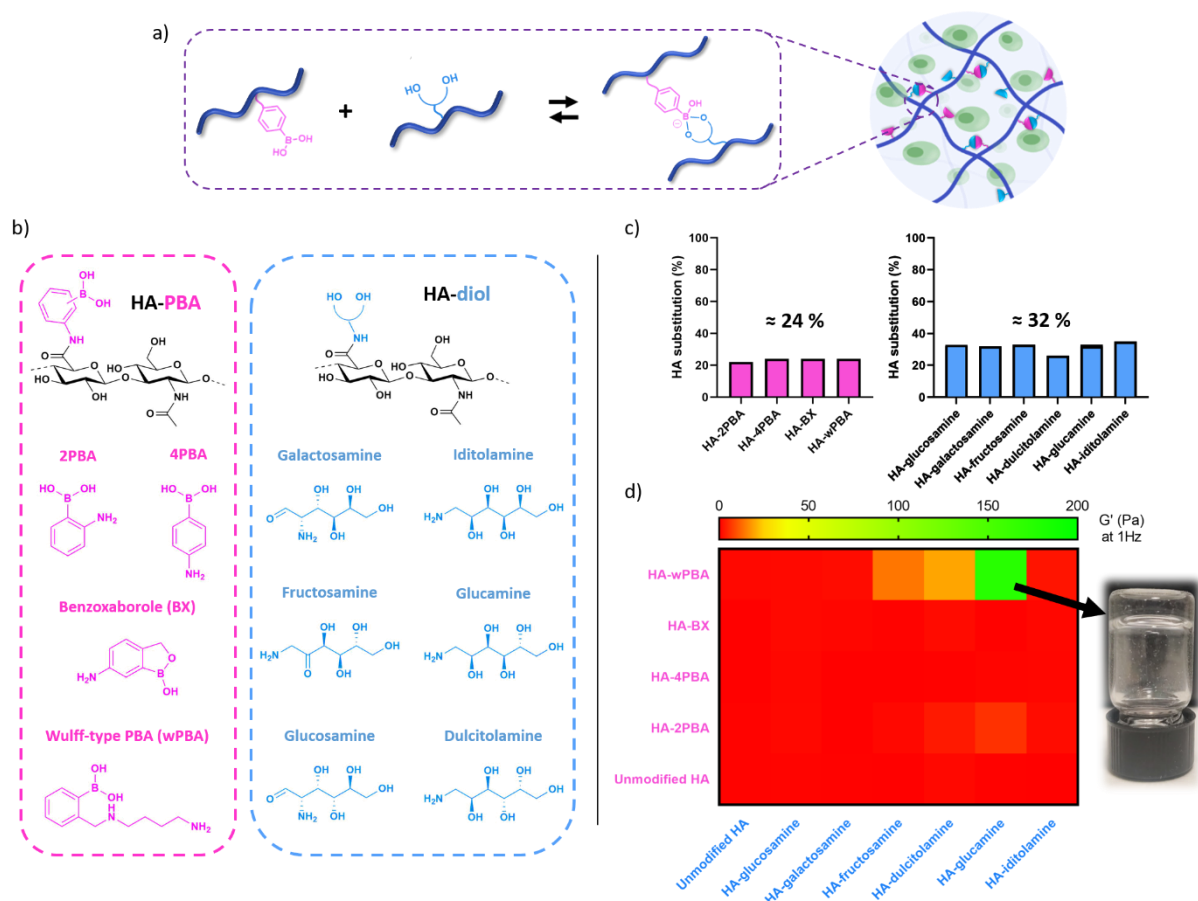 a)
OH
OH
+
B
OH
HO
OH
B
O
O
⊖
b)
HO
OH
B
OH
HA-PBA
NH
O
HO
O
OH
HO
O
O
HO
O
NH
O
2PBA
4PBA
HO
OH
B
NH2
HO
OH
B
NH2
Benzoxaborole (BX)
H2N
O
B
OH
Wulff-type PBA (wPBA)
OH
B
OH
H
N
NH2
HO
OH
HA-diol
NH
O
HO
O
OH
HO
O
O
HO
O
NH
O
Galactosamine
Iditolamine
OH
OH
O
OH
NH2
OH
OH
OH
OH
H2N
OH
OH
OH
Fructosamine
Glucamine
OH
OH
H2N
OH
O
OH
OH
OH
H2N
OH
OH
OH
Glucosamine
Dulcitolamine
OH
OH
O
OH
NH2
OH
OH
OH
H2N
OH
OH
OH
c)
HA substitution (%)
100
80
60
40
20
0
≈ 24 %
HA-2PBA
HA-4PBA
HA-BX
HA-wPBA
HA substitution (%)
100
80
60
40
20
0
≈ 32 %
HA-glucosamine
HA-galactosamine
HA-fructosamine
HA-dulcitolamine
HA-glucamine
HA-iditolamine
d)
0 50 100 150 200
G' (Pa)
at 1Hz
HA-wPBA
HA-BX
HA-4PBA
HA-2PBA
Unmodified HA
Unmodified HA
HA-glucosamine
HA-galactosamine
HA-fructosamine
HA-dulcitolamine
HA-glucamine
HA-iditolamine